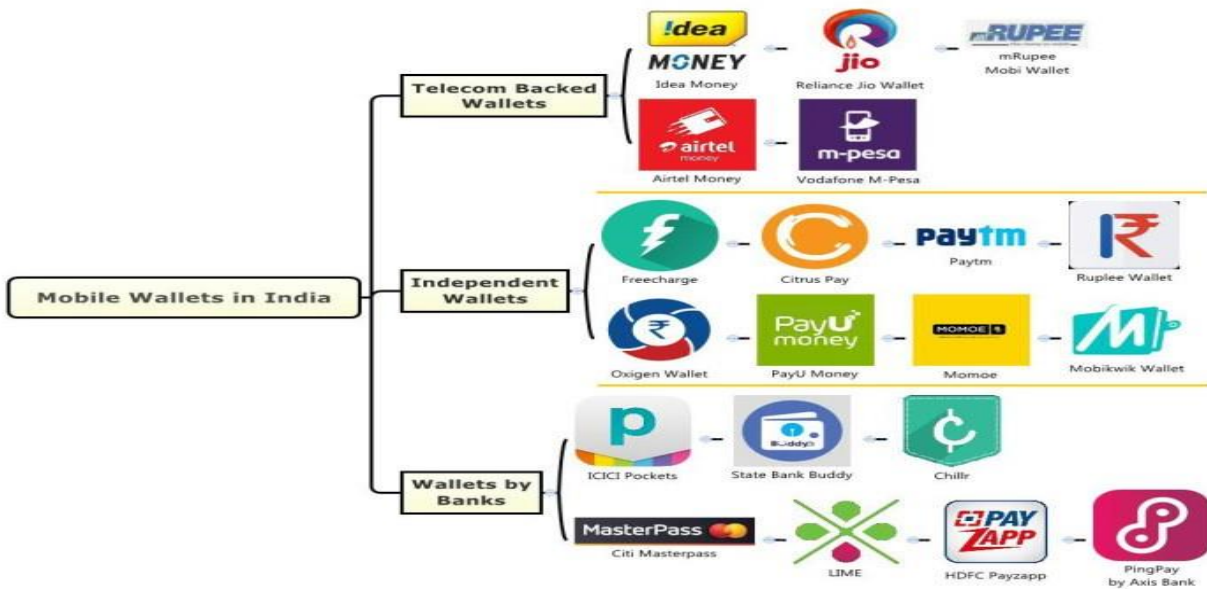 Mobile Wallets in India
Telecom Backed
Wallets
!dea
MONEY
Idea Money
Jio
Reliance Jio Wallet
mRUPEE
mRupee
Mobi Wallet
airtel
money
Airtel Money
m-pesa
Vodafone M-Pesa
Independent
Wallets
f
Freecharge
C
Citrus Pay
paytm
Paytm
R₹
Ruplee Wallet
₹
Oxigen Wallet
PayU
money
PayU Money
MOMOE
Momoe
M
Mobikwik Wallet
Wallets by
Banks
p
ICICI Pockets
Buddy
State Bank Buddy
¢
Chillr
MasterPass
Citi Masterpass
LIME
PAY
ZAPP
HDFC Payzapp
PingPay
by Axis Bank